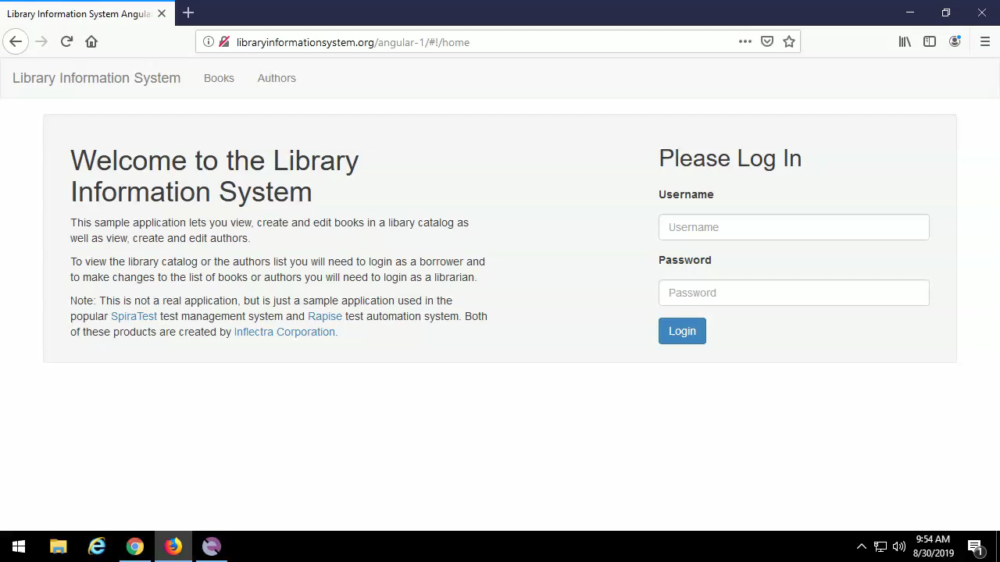 Library Information System Angula
libraryinformationsystem.org/angular-1/#!/home
Library Information System Books Authors
Welcome to the Library
Information System
This sample application lets you view, create and edit books in a libary catalog as
well as view, create and edit authors.
To view the library catalog or the authors list you will need to login as a borrower and
to make changes to the list of books or authors you will need to login as a librarian.
Note: This is not a real application, but is just a sample application used in the
popular SpiraTest test management system and Rapise test automation system. Both
of these products are created by Inflectra Corporation.
Please Log In
Username
Username
Password
Password
Login
9:54 AM
8/30/2019
1